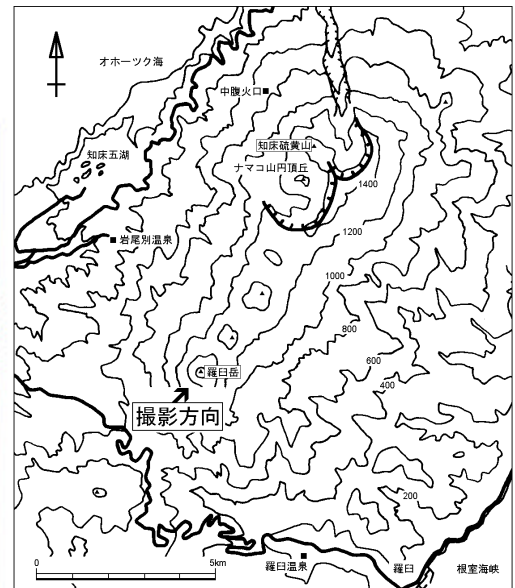 オホーツク海
中腹火口
知床硫黄山
知床五湖
ナマコ山円頂丘
1400
1200
岩尾別温泉
1000
800
600
400
羅臼岳
撮影方向
200
0
5km
羅臼温泉
羅臼
根室海峡